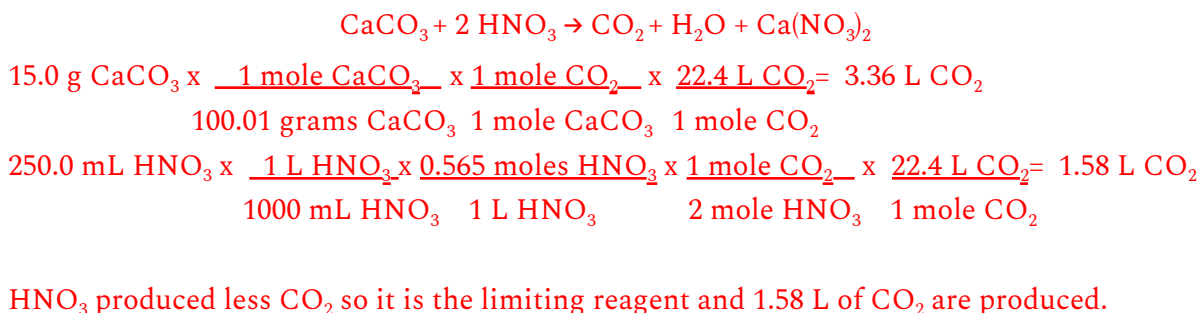 CaCO₃ + 2 HNO₃ → CO₂ + H₂O + Ca(NO₃)₂
15.0 g CaCO₃ x 1 mole CaCO₃ x 1 mole CO₂ x 22.4 L CO₂ = 3.36 L CO₂
100.01 grams CaCO₃ 1 mole CaCO₃ 1 mole CO₂
250.0 mL HNO₃ x 1 L HNO₃ x 0.565 moles HNO₃ x 1 mole CO₂ x 22.4 L CO₂ = 1.58 L CO₂
1000 mL HNO₃ 1 L HNO₃ 2 mole HNO₃ 1 mole CO₂
HNO₃ produced less CO₂ so it is the limiting reagent and 1.58 L of CO₂ are produced.